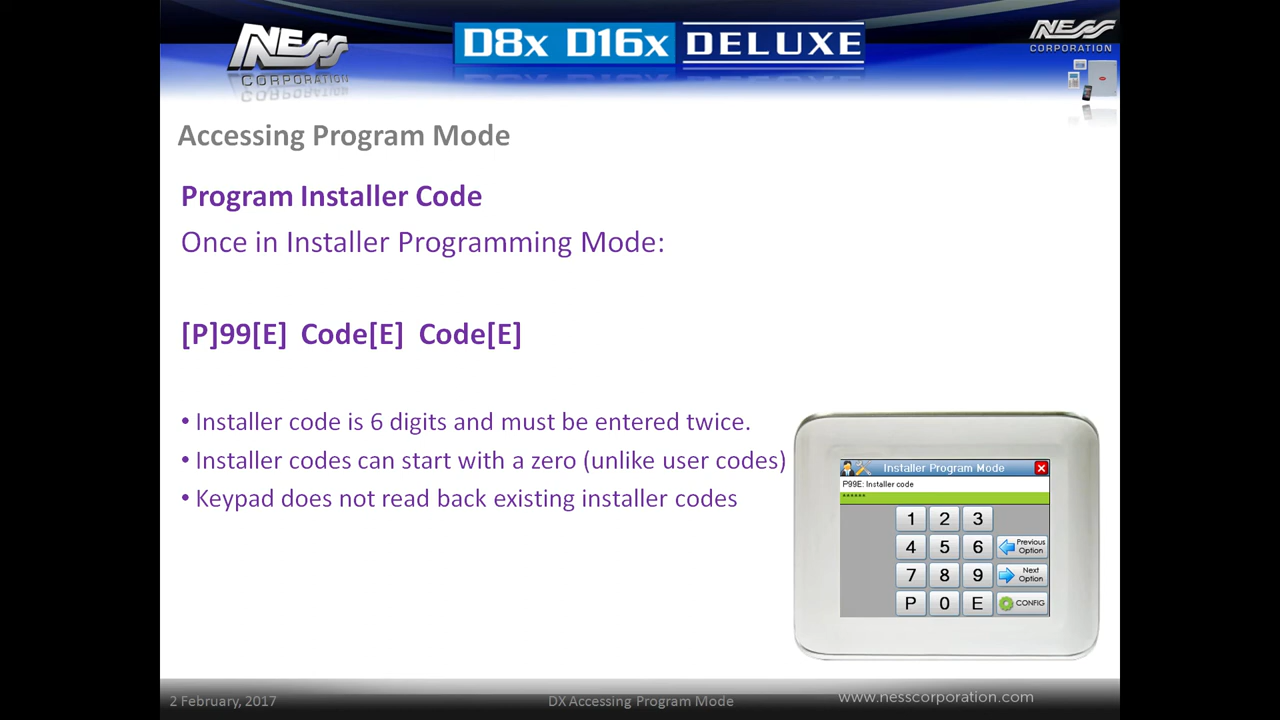 NESS
CORPORATION
D8x D16x DELUXE
NESS
CORPORATION
Accessing Program Mode
Program Installer Code
Once in Installer Programming Mode:
[P]99[E] Code[E] Code[E]
• Installer code is 6 digits and must be entered twice.
• Installer codes can start with a zero (unlike user codes)
• Keypad does not read back existing installer codes
Installer Program Mode
P99E: Installer code
******
1 2 3
4 5 6 Previous Option
7 8 9 Next Option
P 0 E CONFIG
2 February, 2017 DX Accessing Program Mode www.nesscorporation.com